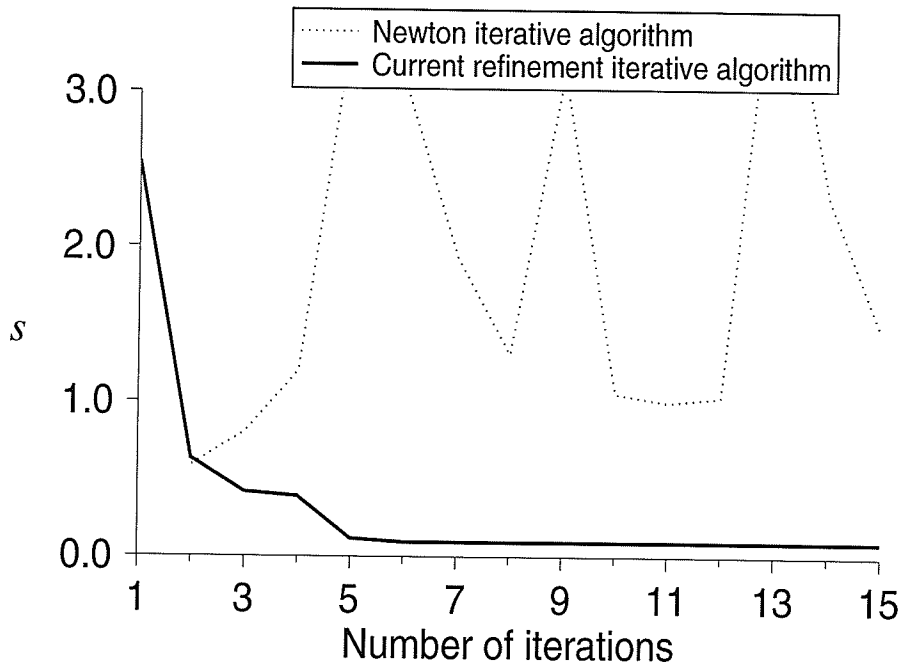 Newton iterative algorithm
Current refinement iterative algorithm
3.0
2.0
s
1.0
0.0
1 3 5 7 9 11 13 15
Number of iterations